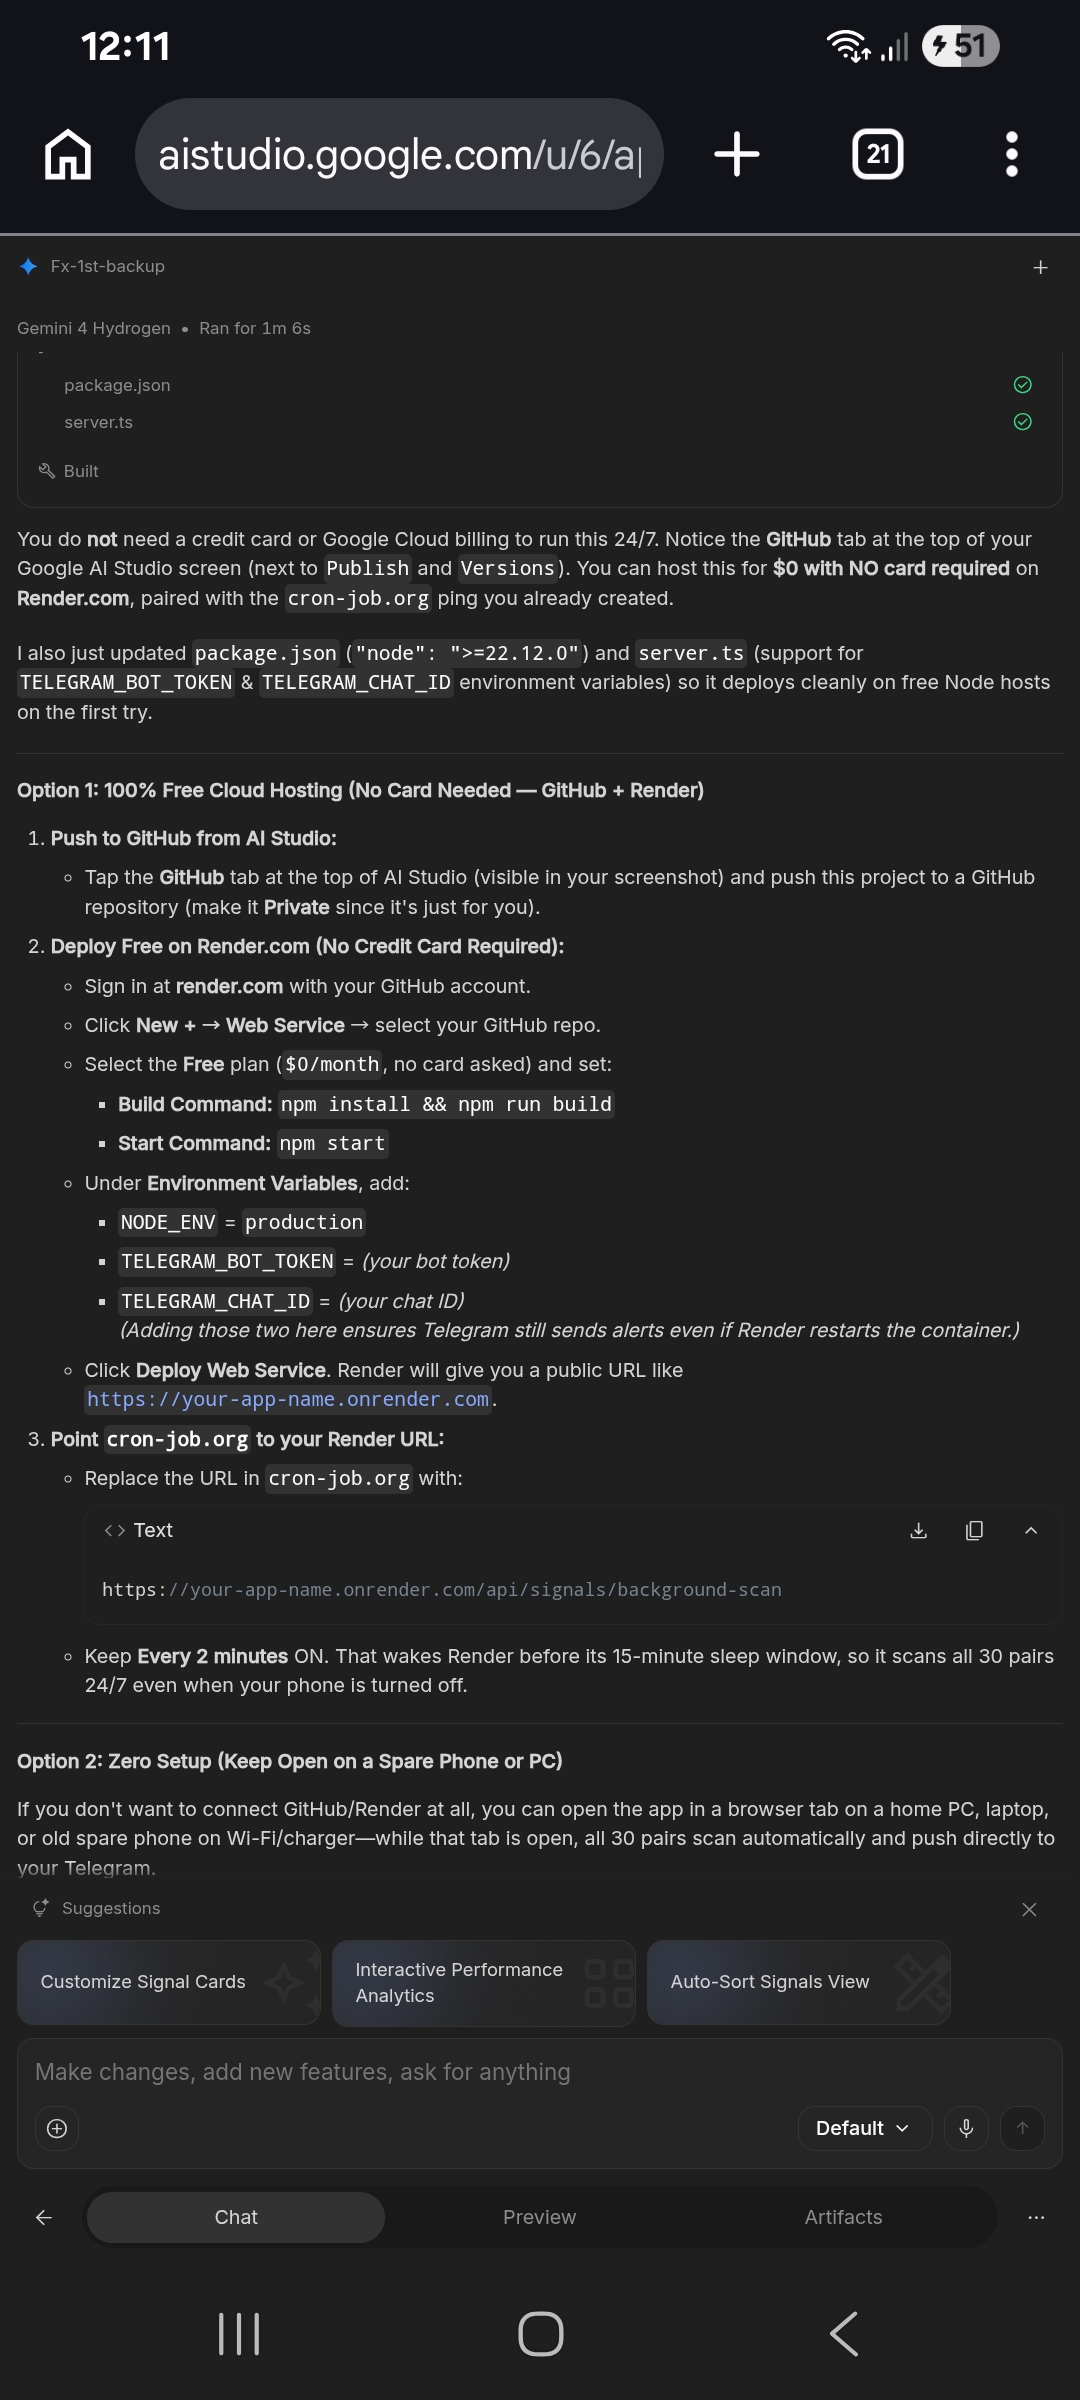 12:11
51
aistudio.google.com/u/6/a
21
Fx-1st-backup
Gemini 4 Hydrogen • Ran for 1m 6s
package.json
server.ts
Built
You do not need a credit card or Google Cloud billing to run this 24/7. Notice the GitHub tab at the top of your
Google AI Studio screen (next to Publish and Versions). You can host this for $0 with NO card required on
Render.com, paired with the cron-job.org ping you already created.
I also just updated package.json ("node": ">=22.12.0") and server.ts (support for
TELEGRAM_BOT_TOKEN & TELEGRAM_CHAT_ID environment variables) so it deploys cleanly on free Node hosts
on the first try.
Option 1: 100% Free Cloud Hosting (No Card Needed — GitHub + Render)
1. Push to GitHub from AI Studio:
◦ Tap the GitHub tab at the top of AI Studio (visible in your screenshot) and push this project to a GitHub
repository (make it Private since it's just for you).
2. Deploy Free on Render.com (No Credit Card Required):
◦ Sign in at render.com with your GitHub account.
◦ Click New + → Web Service → select your GitHub repo.
◦ Select the Free plan ($0/month, no card asked) and set:
▪ Build Command: npm install && npm run build
▪ Start Command: npm start
◦ Under Environment Variables, add:
▪ NODE_ENV = production
▪ TELEGRAM_BOT_TOKEN = (your bot token)
▪ TELEGRAM_CHAT_ID = (your chat ID)
(Adding those two here ensures Telegram still sends alerts even if Render restarts the container.)
◦ Click Deploy Web Service. Render will give you a public URL like
https://your-app-name.onrender.com.
3. Point cron-job.org to your Render URL:
◦ Replace the URL in cron-job.org with:
<> Text
https://your-app-name.onrender.com/api/signals/background-scan
◦ Keep Every 2 minutes ON. That wakes Render before its 15-minute sleep window, so it scans all 30 pairs
24/7 even when your phone is turned off.
Option 2: Zero Setup (Keep Open on a Spare Phone or PC)
If you don't want to connect GitHub/Render at all, you can open the app in a browser tab on a home PC, laptop,
or old spare phone on Wi-Fi/charger—while that tab is open, all 30 pairs scan automatically and push directly to
your Telegram.
Suggestions
Customize Signal Cards
Interactive Performance
Analytics
Auto-Sort Signals View
Make changes, add new features, ask for anything
Default
Chat
Preview
Artifacts